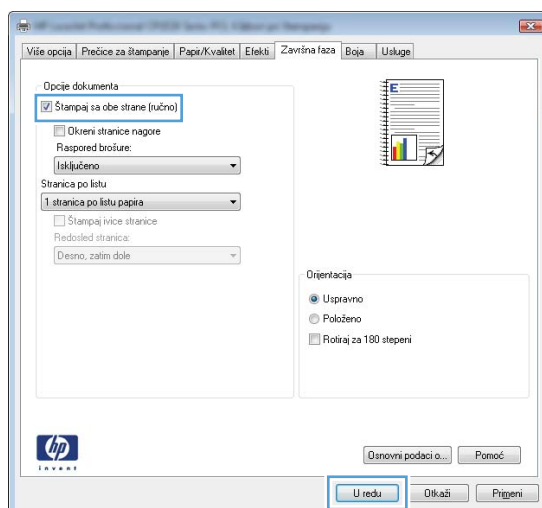 Više opcija
Prečice za štampanje
Papir/Kvalitet
Efekti
Završna faza
Boja
Usluge
Opcije dokumenta
Štampaj sa obe strane (ručno)
Okreni stranice nagore
Raspored brošure:
Isključeno
Stranica po listu
1 stranica po listu papira
Štampaj ivice stranice
Redosled stranica:
Desno, zatim dole
E
Orijentacija
Uspravno
Položeno
Rotiraj za 180 stepeni
hp
invent
Osnovni podaci o...
Pomoć
U redu
Otkaži
Primeni